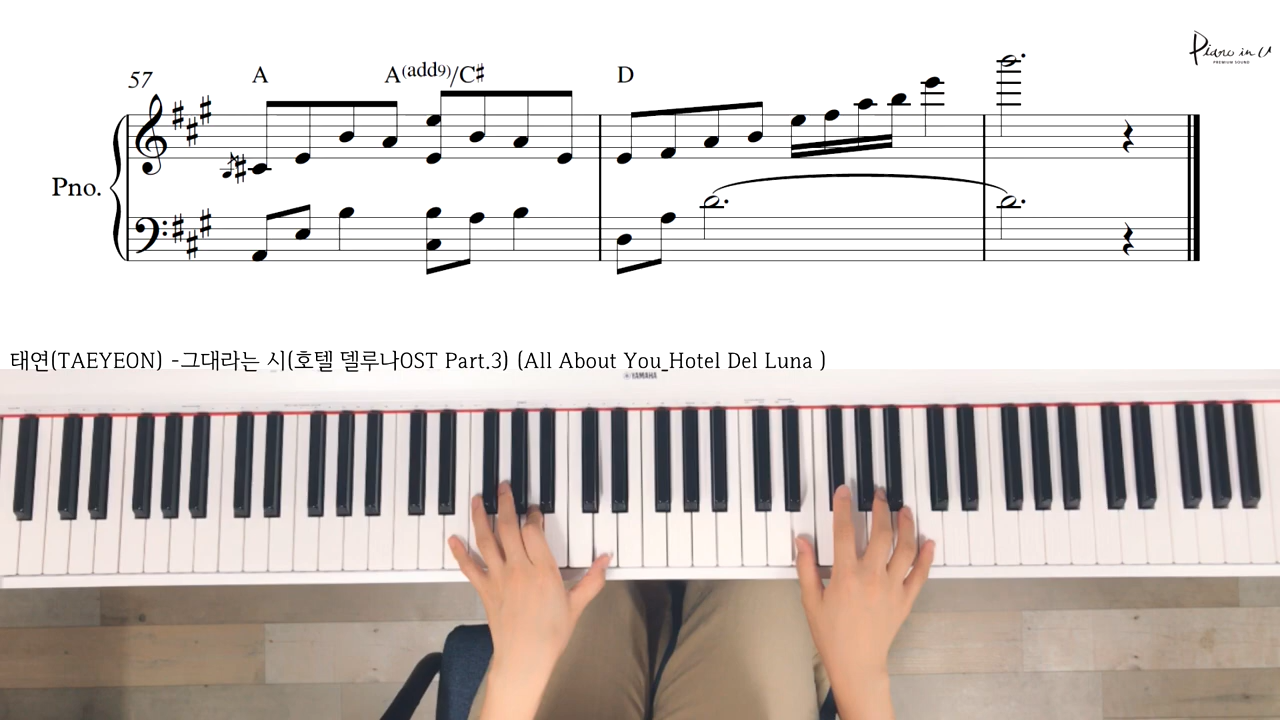 Piano in U
PREMIUM SOUND
57 A A(add9)/C♯ D
Pno.
태연(TAEYEON) -그대라는 시(호텔 델루나OST Part.3) (All About You_Hotel Del Luna )
YAMAHA